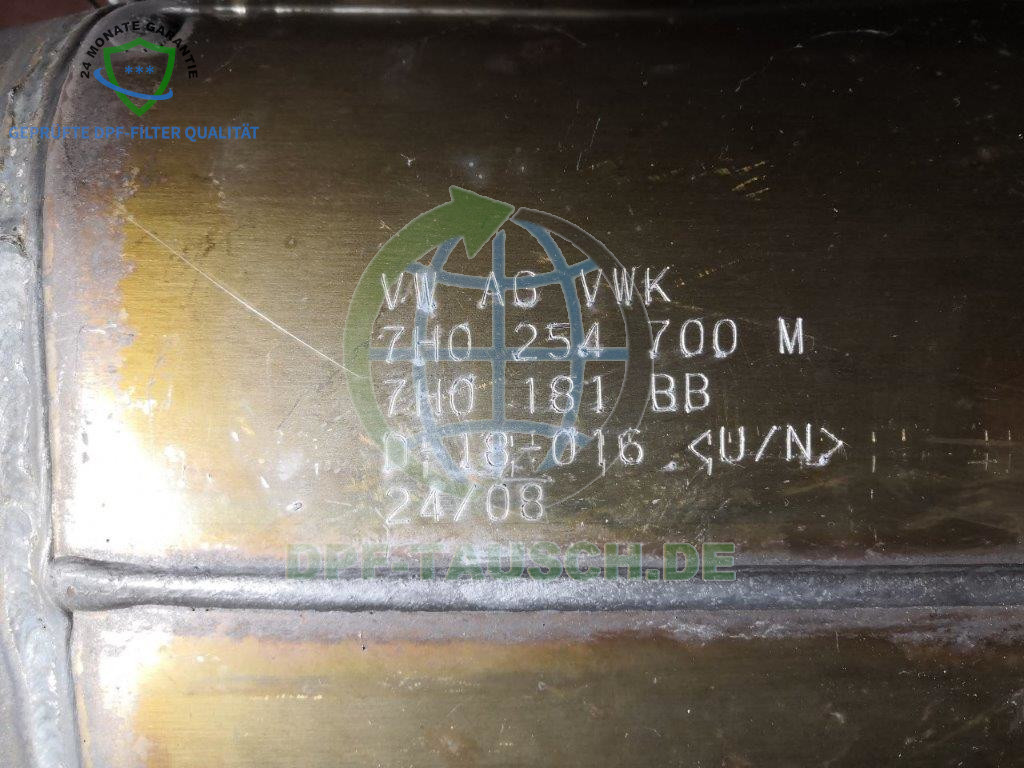 24 MONATE GARANTIE
***
GEPRÜFTE DPF-FILTER QUALITÄT
VW AG VWK
7H0 254 700 M
7H0 181 BB
D-18-016 <U/N>
24/08
DPF-TAUSCH.DE